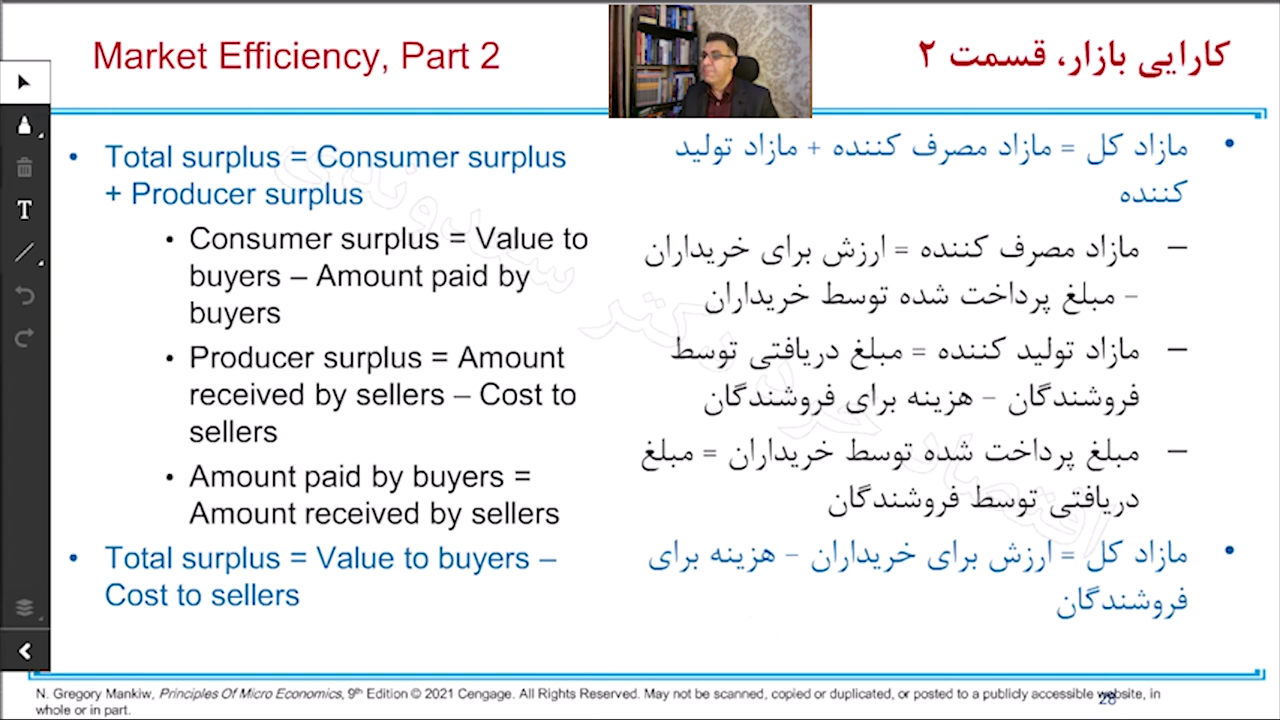 Market Efficiency, Part 2
کارایی بازار، قسمت ۲
• Total surplus = Consumer surplus
+ Producer surplus
• Consumer surplus = Value to
buyers – Amount paid by
buyers
• Producer surplus = Amount
received by sellers – Cost to
sellers
• Amount paid by buyers =
Amount received by sellers
• Total surplus = Value to buyers –
Cost to sellers
• مازاد کل = مازاد مصرف کننده + مازاد تولید
کننده
– مازاد مصرف کننده = ارزش برای خریداران
– مبلغ پرداخت شده توسط خریداران
– مازاد تولید کننده = مبلغ دریافتی توسط
فروشندگان – هزینه برای فروشندگان
– مبلغ پرداخت شده توسط خریداران = مبلغ
دریافتی توسط فروشندگان
• مازاد کل = ارزش برای خریداران – هزینه برای
فروشندگان
N. Gregory Mankiw, Principles Of Micro Economics, 9th Edition © 2021 Cengage. All Rights Reserved. May not be scanned, copied or duplicated, or posted to a publicly accessible website, in
whole or in part.
28